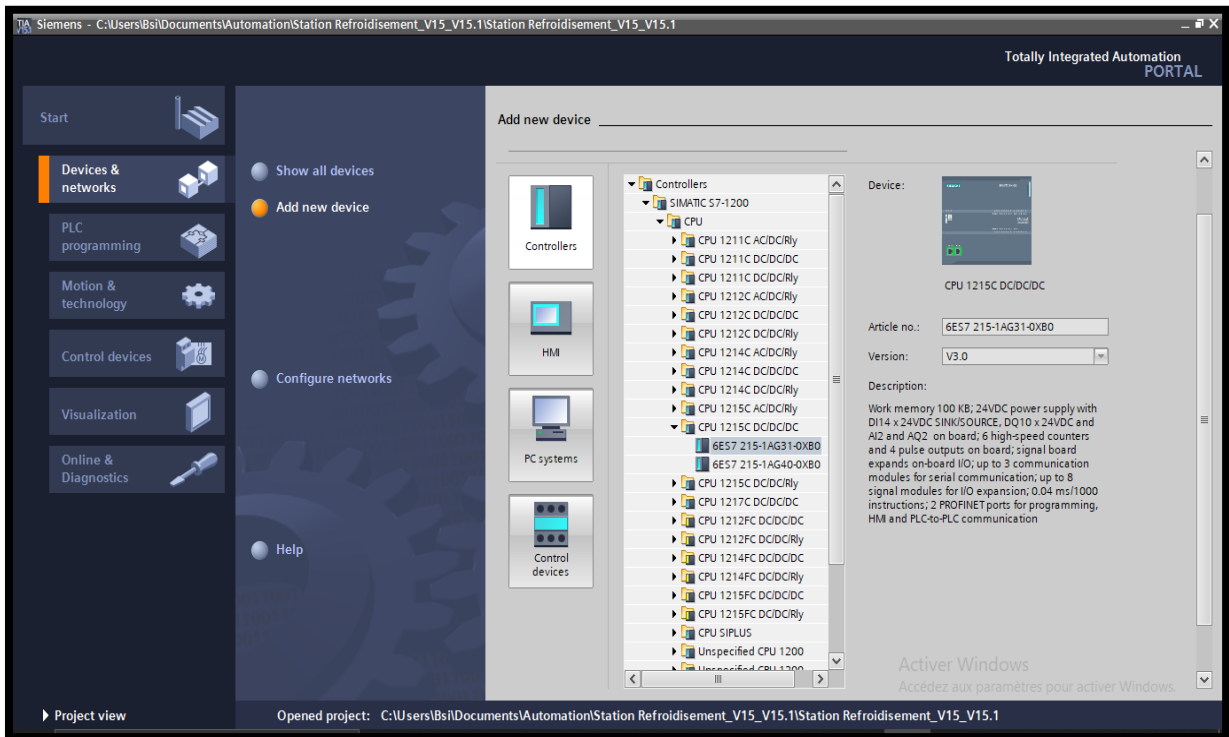 Siemens - C:\Users\Bsi\Documents\Automation\Station Refroidisement_V15_V15.1\Station Refroidisement_V15_V15.1
Totally Integrated Automation
PORTAL
Start
Devices &
networks
PLC
programming
Motion &
technology
Control devices
Visualization
Online &
Diagnostics
Project view
Show all devices
Add new device
Configure networks
Help
Add new device
Controllers
HMI
PC systems
Control
devices
Controllers
SIMATIC S7-1200
CPU
CPU 1211C AC/DC/Rly
CPU 1211C DC/DC/DC
CPU 1211C DC/DC/Rly
CPU 1212C AC/DC/Rly
CPU 1212C DC/DC/DC
CPU 1212C DC/DC/Rly
CPU 1214C AC/DC/Rly
CPU 1214C DC/DC/DC
CPU 1214C DC/DC/Rly
CPU 1215C AC/DC/Rly
CPU 1215C DC/DC/DC
6ES7 215-1AG31-0XB0
6ES7 215-1AG40-0XB0
CPU 1215C DC/DC/Rly
CPU 1217C DC/DC/DC
CPU 1212FC DC/DC/DC
CPU 1212FC DC/DC/Rly
CPU 1214FC DC/DC/DC
CPU 1214FC DC/DC/Rly
CPU 1215FC DC/DC/DC
CPU 1215FC DC/DC/Rly
CPU SIPLUS
Unspecified CPU 1200
Device:
CPU 1215C DC/DC/DC
Article no.: 6ES7 215-1AG31-0XB0
Version: V3.0
Description:
Work memory 100 KB; 24VDC power supply with
DI14 x 24VDC SINK/SOURCE, DQ10 x 24VDC and
AI2 and AQ2 on board; 6 high-speed counters
and 4 pulse outputs on board; signal board
expands on-board I/O; up to 3 communication
modules for serial communication; up to 8
signal modules for I/O expansion; 0.04 ms/1000
instructions; 2 PROFINET ports for programming,
HMI and PLC-to-PLC communication
Activer Windows
Accédez aux paramètres pour activer Windows.
Opened project: C:\Users\Bsi\Documents\Automation\Station Refroidisement_V15_V15.1\Station Refroidisement_V15_V15.1